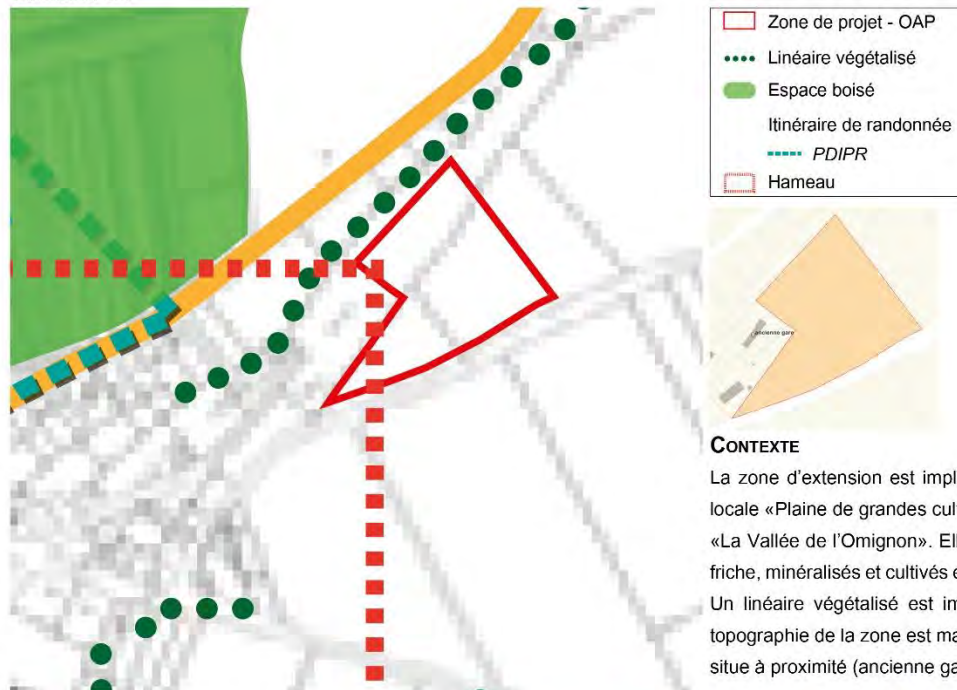 Zone de projet - OAP
Linéaire végétalisé
Espace boisé
Itinéraire de randonnée
PDIPR
Hameau
ancienne gare
CONTEXTE
La zone d'extension est impl
locale «Plaine de grandes cult
«La Vallée de l'Omignon». Ell
friche, minéralisés et cultivés e
Un linéaire végétalisé est im
topographie de la zone est ma
situe à proximité (ancienne ga